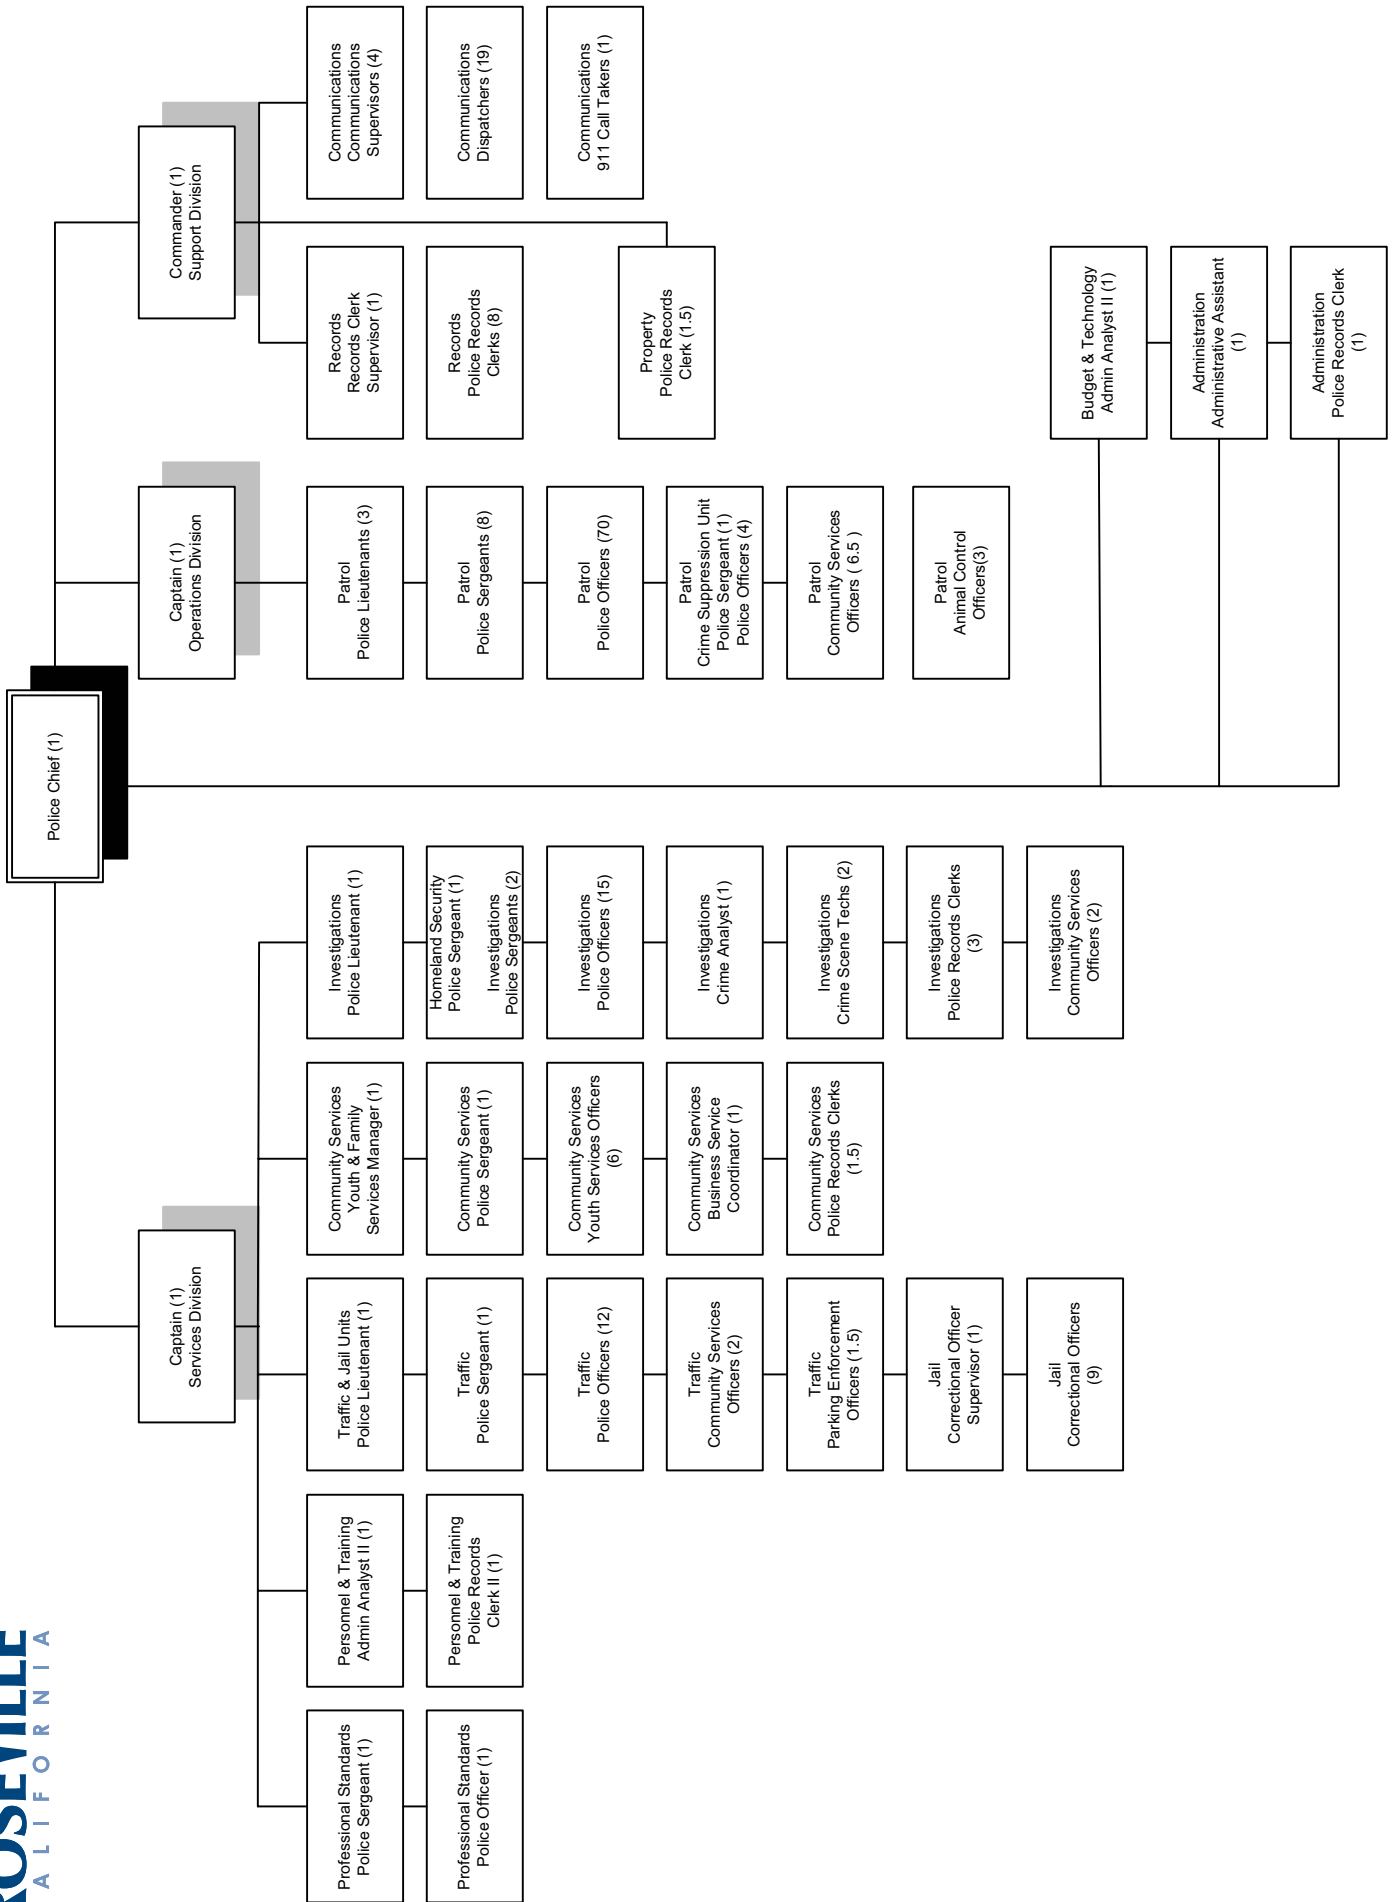 ROSEVILLE
ALIFORNIA
Police Chief (1)
Captain (1)
Services Division
Captain (1)
Operations Division
Commander (1)
Support Division
Professional Standards
Police Sergeant (1)
Professional Standards
Police Officer (1)
Personnel & Training
Admin Analyst II (1)
Personnel & Training
Police Records
Clerk II (1)
Traffic & Jail Units
Police Lieutenant (1)
Traffic
Police Sergeant (1)
Traffic
Police Officers (12)
Traffic
Community Services
Officers (2)
Traffic
Parking Enforcement
Officers (1.5)
Jail
Correctional Officer
Supervisor (1)
Jail
Correctional Officers
(9)
Community Services
Youth & Family
Services Manager (1)
Community Services
Police Sergeant (1)
Community Services
Youth Services Officers
(6)
Community Services
Business Service
Coordinator (1)
Community Services
Police Records Clerks
(1.5)
Investigations
Police Lieutenant (1)
Homeland Security
Police Sergeant (1)
Investigations
Police Sergeants (2)
Investigations
Police Officers (15)
Investigations
Crime Analyst (1)
Investigations
Crime Scene Techs (2)
Investigations
Police Records Clerks
(3)
Investigations
Community Services
Officers (2)
Patrol
Police Lieutenants (3)
Patrol
Police Sergeants (8)
Patrol
Police Officers (70)
Patrol
Crime Suppression Unit
Police Sergeant (1)
Police Officers (4)
Patrol
Community Services
Officers ( 6.5 )
Patrol
Animal Control
Officers(3)
Records
Records Clerk
Supervisor (1)
Records
Police Records
Clerks (8)
Property
Police Records
Clerk (1.5)
Communications
Communications
Supervisors (4)
Communications
Dispatchers (19)
Communications
911 Call Takers (1)
Budget & Technology
Admin Analyst II (1)
Administration
Administrative Assistant
(1)
Administration
Police Records Clerk
(1)